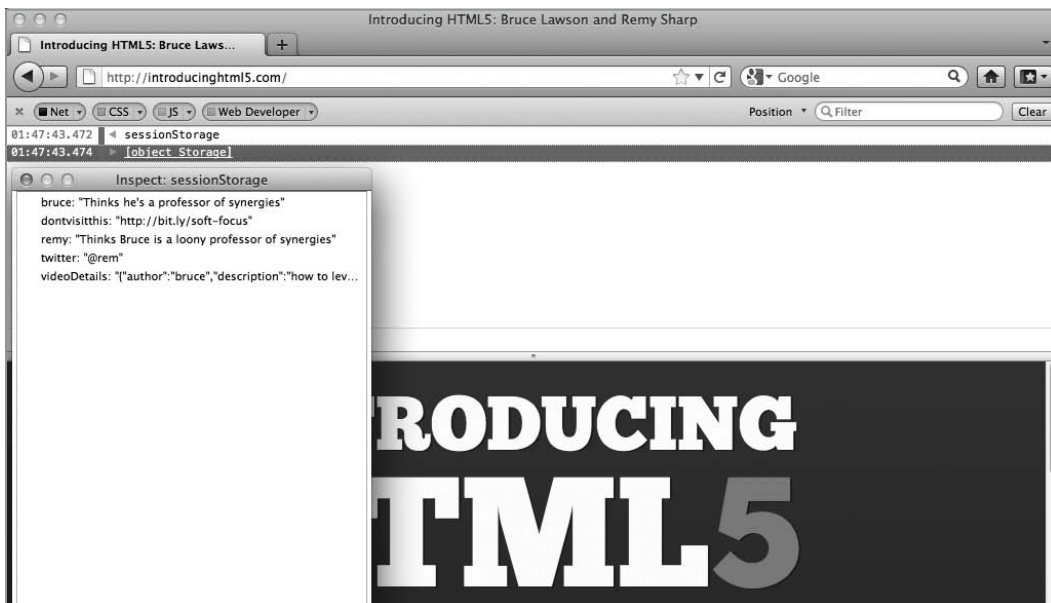 Introducing HTML5: Bruce Lawson and Remy Sharp
Introducing HTML5: Bruce Laws... +
http://introducinghtml5.com/ Google
Net CSS JS Web Developer Position Filter Clear
01:47:43.472 sessionStorage
01:47:43.474 [object Storage]
Inspect: sessionStorage
bruce: "Thinks he's a professor of synergies"
dontvisitthis: "http://bit.ly/soft-focus"
remy: "Thinks Bruce is a loony professor of synergies"
twitter: "@rem"
videoDetails: "{"author":"bruce","description":"how to lev...
RODUCING
TML5